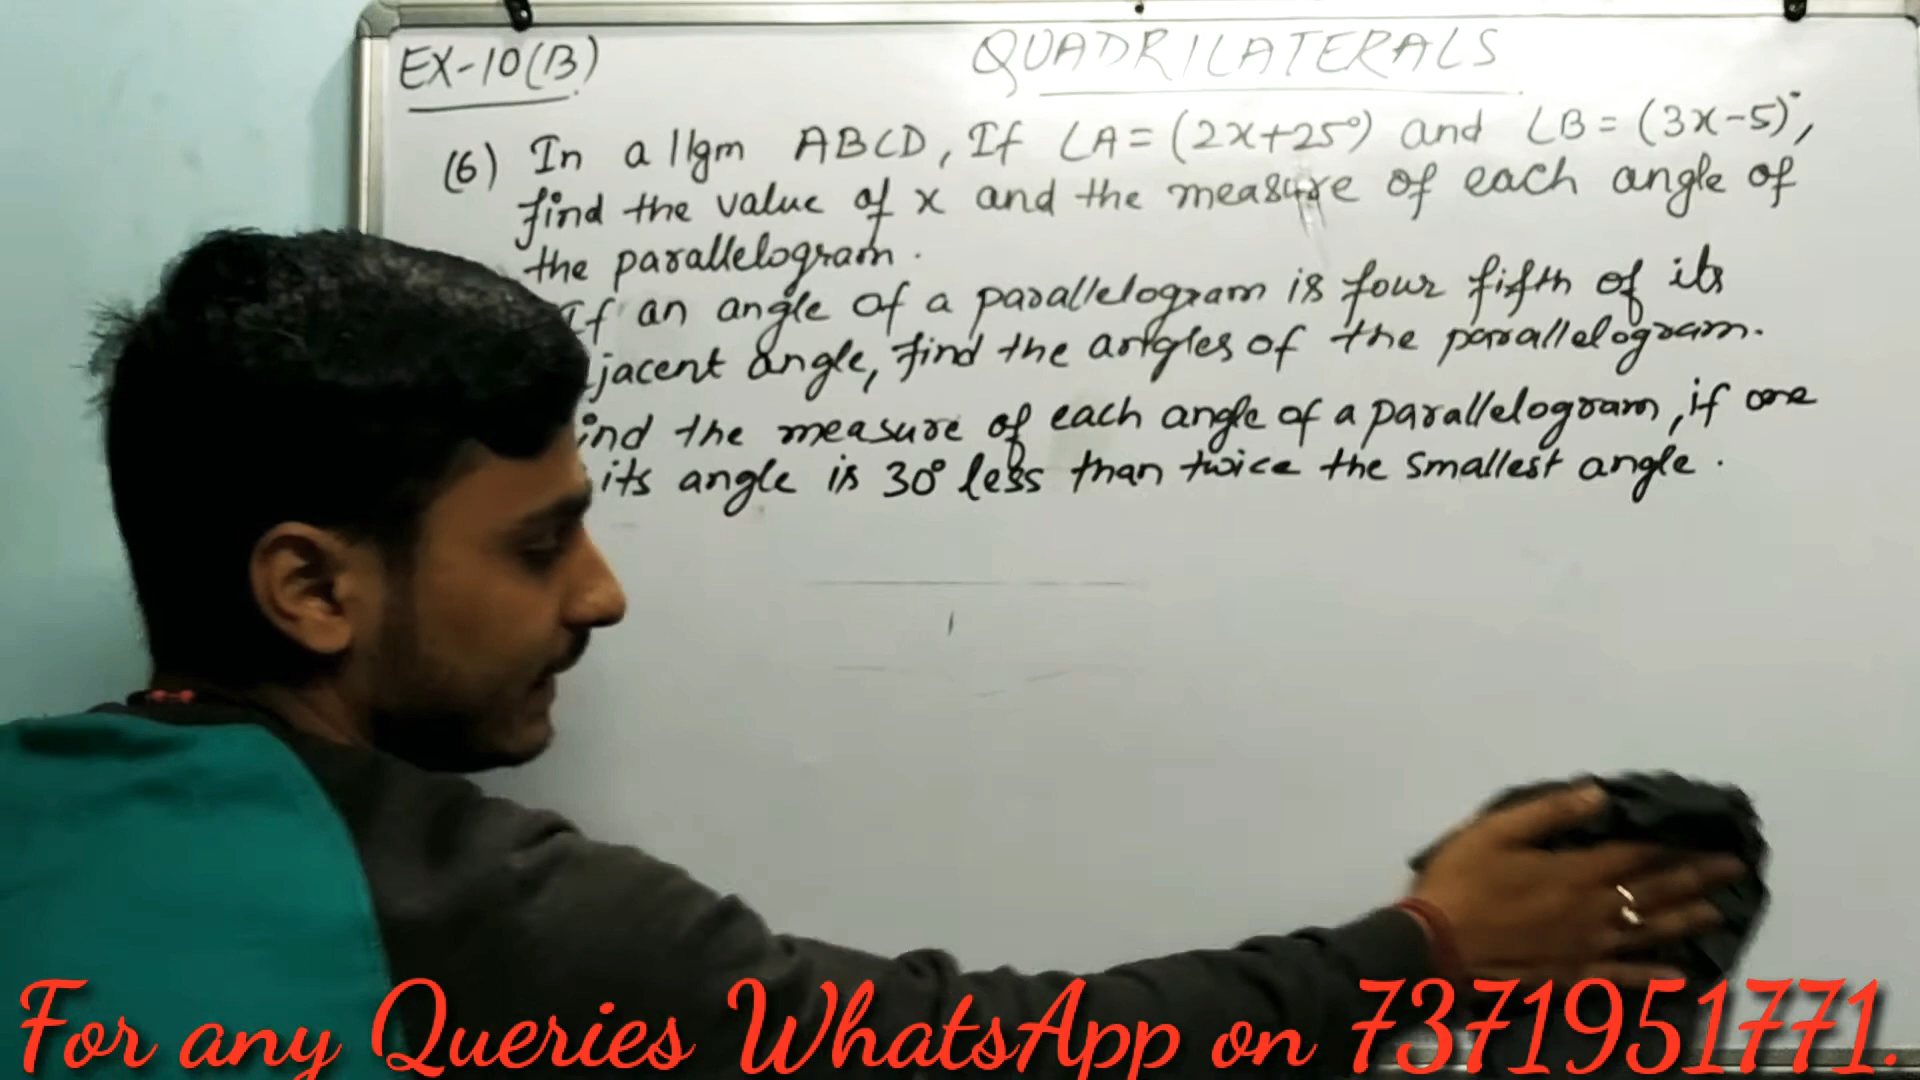 EX-10(B)
QUADRILATERALS
(6) In a ||gm ABCD, If ∠A = (2x+25°) and ∠B = (3x-5)°,
find the value of x and the measure of each angle of
the parallelogram.
If an angle of a parallelogram is four fifth of its
jacent angle, find the angles of the parallelogram.
ind the measure of each angle of a parallelogram, if one
its angle is 30° less than twice the smallest angle.
For any Queries WhatsApp on 7371951771.